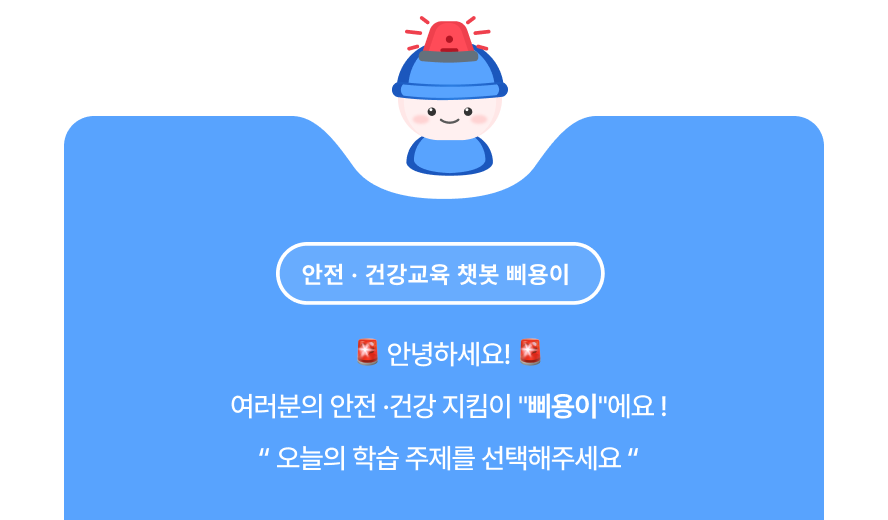 안전 · 건강교육 챗봇 삐용이
🚨 안녕하세요! 🚨
여러분의 안전 ·건강 지킴이 "삐용이"에요 !
“ 오늘의 학습 주제를 선택해주세요 “